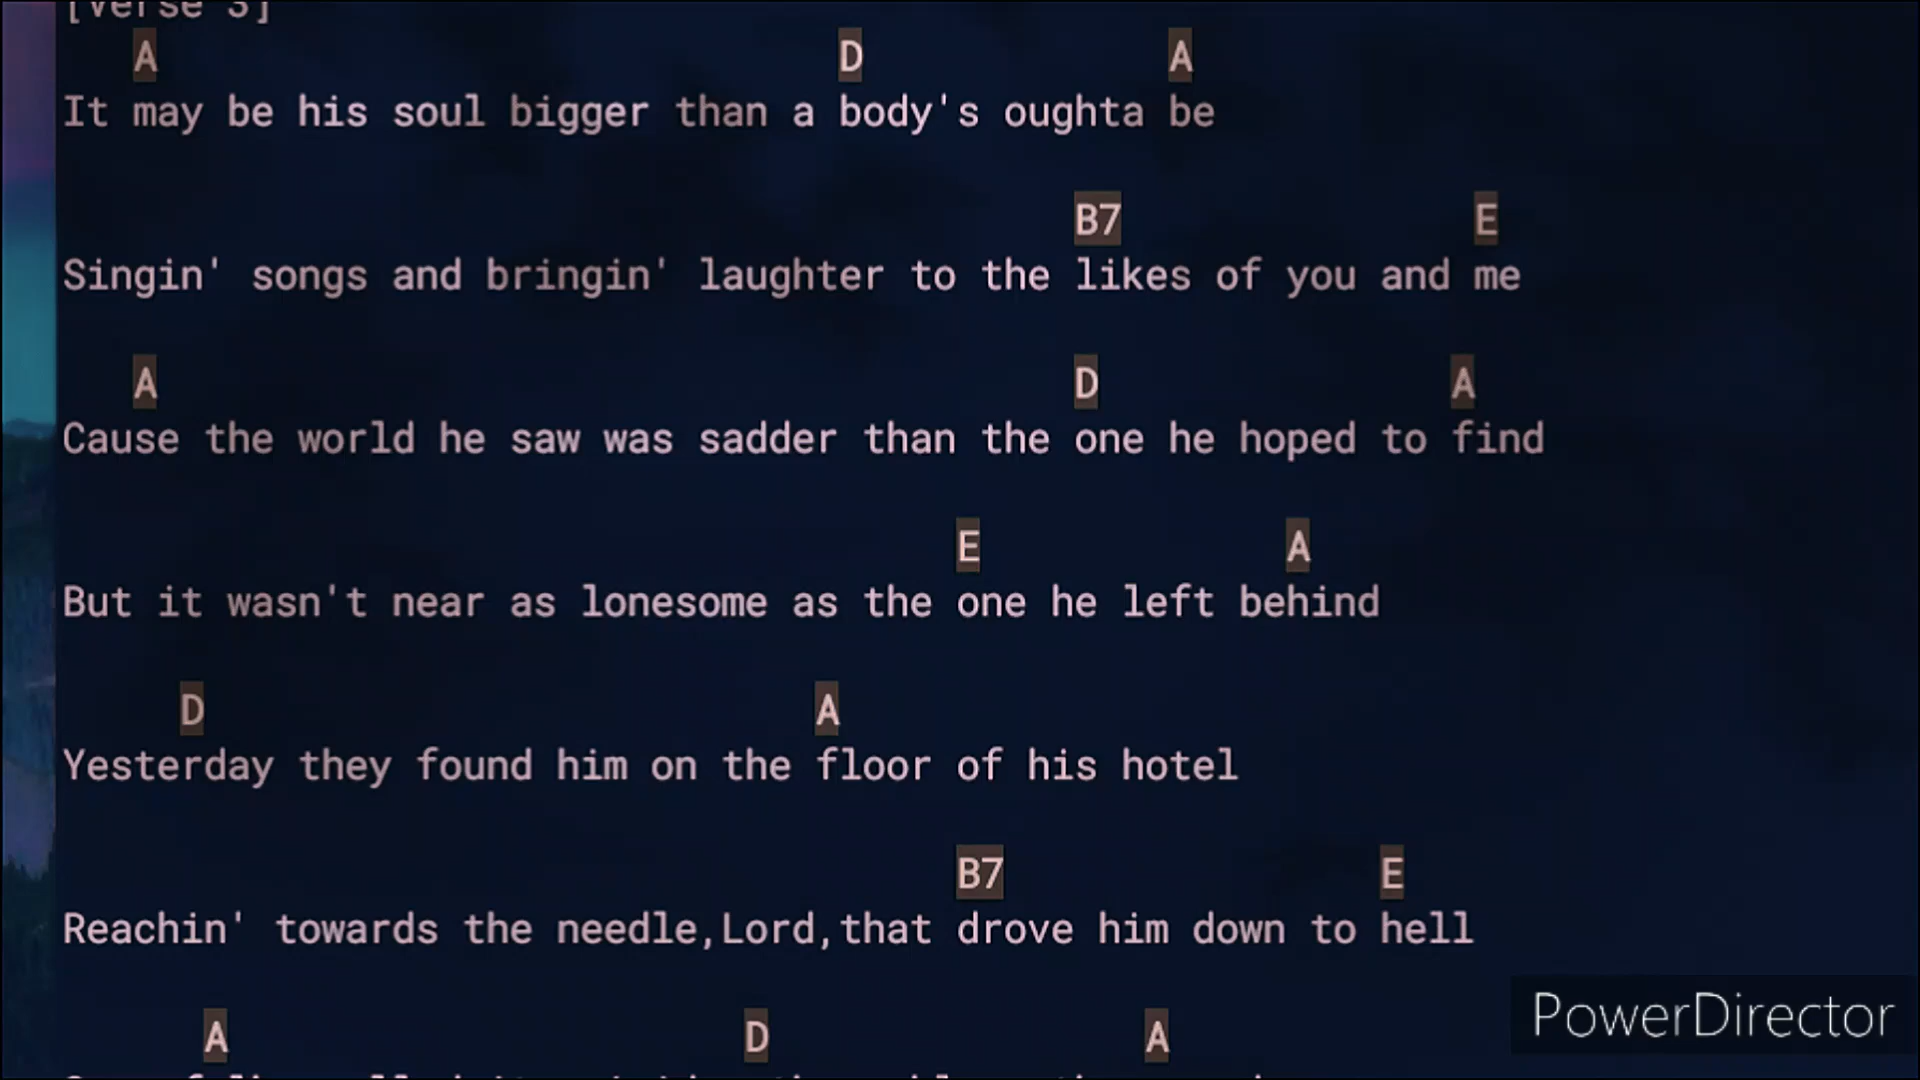 [Verse 3]
A D A
It may be his soul bigger than a body's oughta be
B7 E
Singin' songs and bringin' laughter to the likes of you and me
A D A
Cause the world he saw was sadder than the one he hoped to find
E A
But it wasn't near as lonesome as the one he left behind
D A
Yesterday they found him on the floor of his hotel
B7 E
Reachin' towards the needle,Lord,that drove him down to hell
A D A
PowerDirector